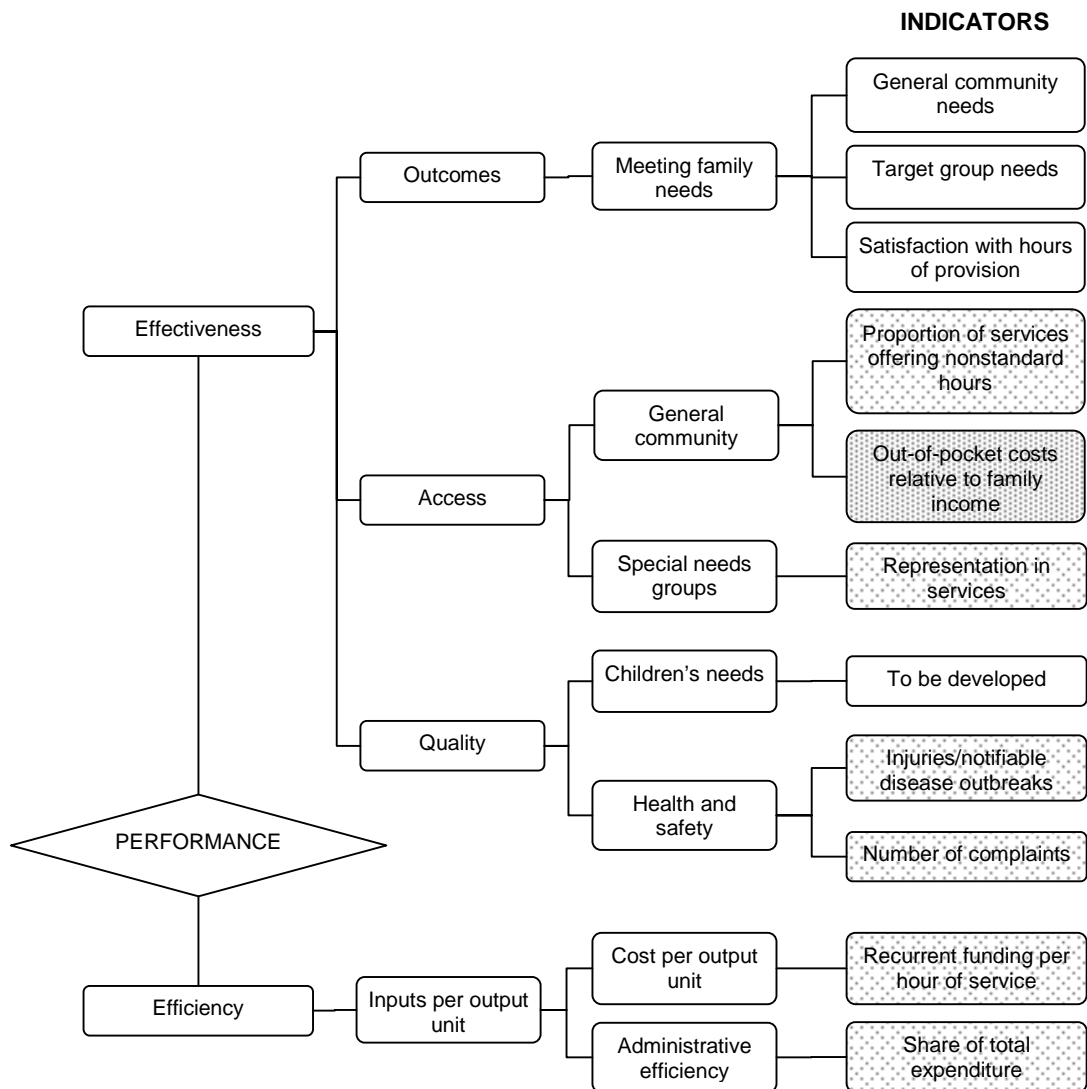 INDICATORS
General community
needs
Outcomes
Meeting family
needs
Target group needs
Satisfaction with hours
of provision
Effectiveness
Proportion of services
offering nonstandard
hours
General
community
Out-of-pocket costs
relative to family
income
Access
Special needs
groups
Representation in
services
Children’s needs
To be developed
Quality
Injuries/notifiable
disease outbreaks
Health and
safety
Number of complaints
PERFORMANCE
Cost per output
unit
Recurrent funding per
hour of service
Efficiency
Inputs per output
unit
Administrative
efficiency
Share of total
expenditure